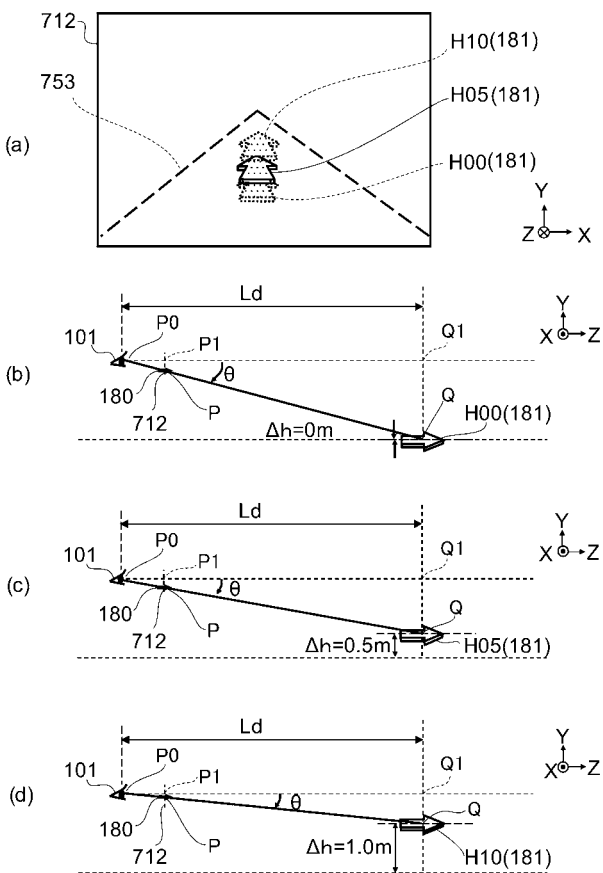 712
H10(181)
753
H05(181)
(a)
H00(181)
Y
Z X
Ld
Y
P0
101
P1
Q1
X Z
(b)
θ
Q
180
712
P
H00(181)
Δh=0m
Ld
Y
P0
101
P1
Q1
X Z
(c)
θ
Q
180
712
P
Δh=0.5m
H05(181)
Ld
Y
P0
101
P1
Q1
X Z
(d)
θ
Q
180
712
P
H10(181)
Δh=1.0m